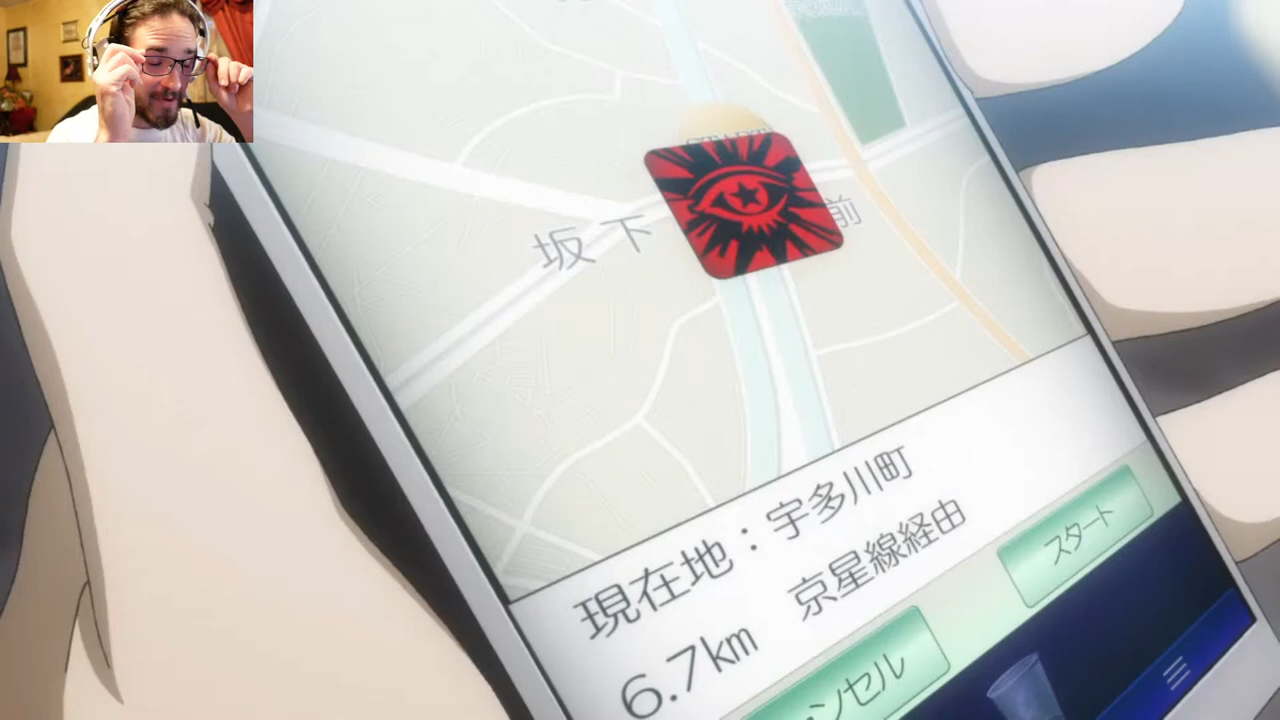 坂下
前
現在地：宇多川町
6.7km 京星線経由
スタート
ンセル